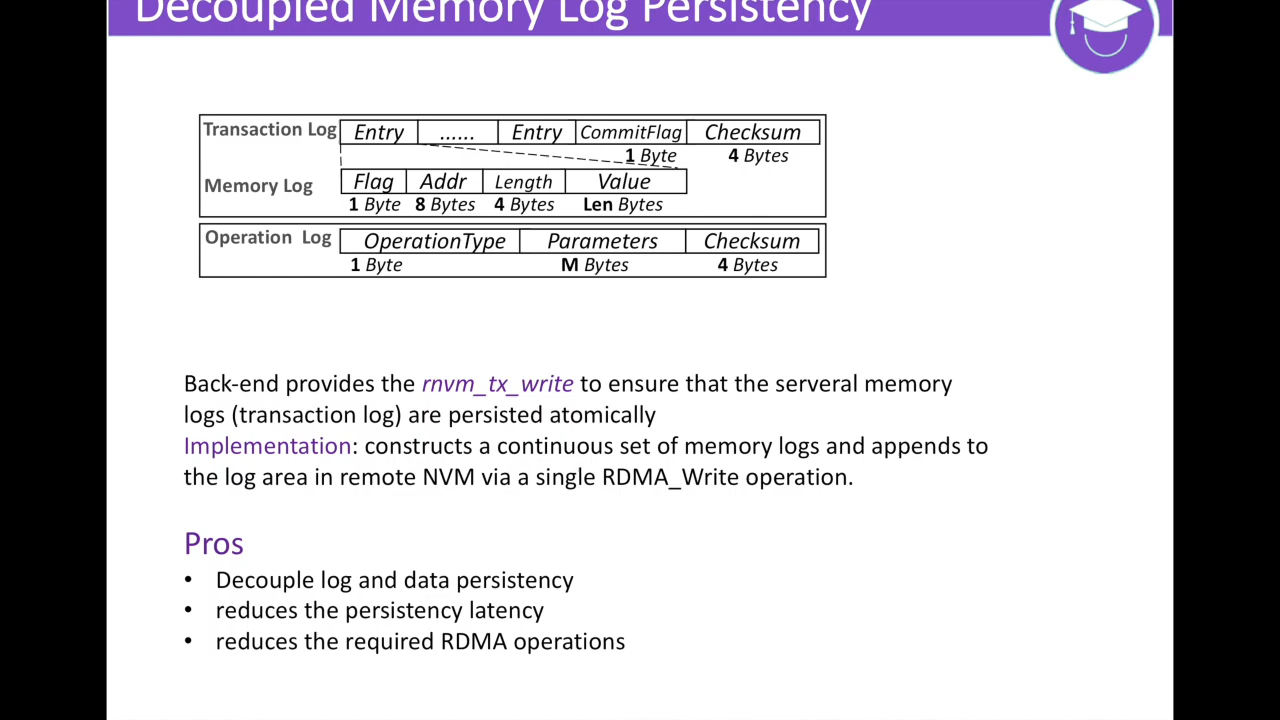 Decoupled Memory Log Persistency
Transaction Log Entry ...... Entry CommitFlag Checksum
1 Byte 4 Bytes
Memory Log Flag Addr Length Value
1 Byte 8 Bytes 4 Bytes Len Bytes
Operation Log OperationType Parameters Checksum
1 Byte M Bytes 4 Bytes
Back-end provides the rnvm_tx_write to ensure that the serveral memory
logs (transaction log) are persisted atomically
Implementation: constructs a continuous set of memory logs and appends to
the log area in remote NVM via a single RDMA_Write operation.
Pros
• Decouple log and data persistency
• reduces the persistency latency
• reduces the required RDMA operations